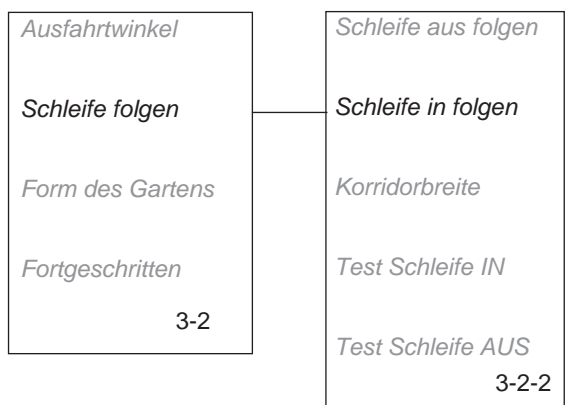 Ausfahrtwinkel
Schleife folgen
Form des Gartens
Fortgeschritten
3-2
Schleife aus folgen
Schleife in folgen
Korridorbreite
Test Schleife IN
Test Schleife AUS
3-2-2